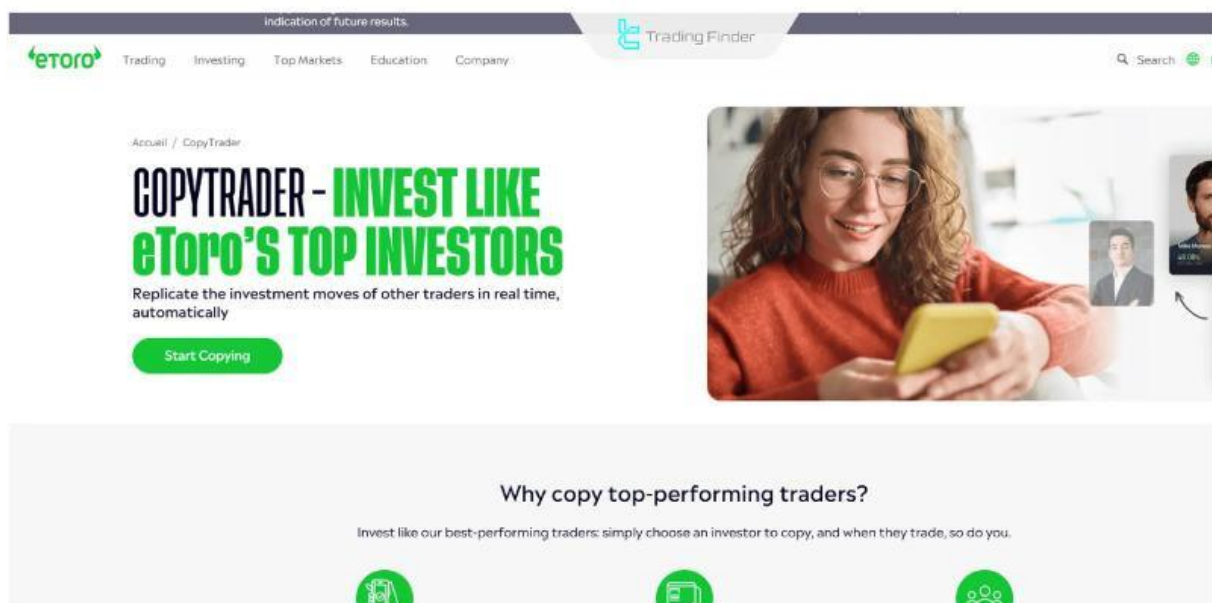 indication of future results.
Trading Finder
eToro
Trading
Investing
Top Markets
Education
Company
Search
Accueil / CopyTrader
COPYTRADER – INVEST LIKE
eToro'S TOP INVESTORS
Replicate the investment moves of other traders in real time,
automatically
Start Copying
Why copy top-performing traders?
Invest like our best-performing traders: simply choose an investor to copy, and when they trade, so do you.